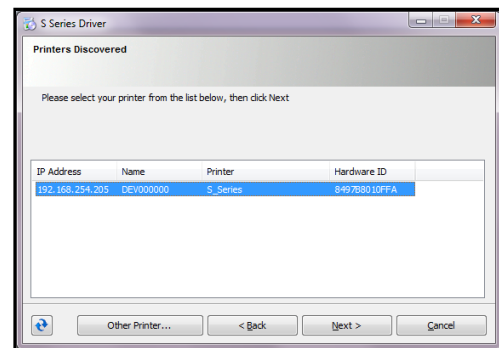 S Series Driver
Printers Discovered
Please select your printer from the list below, then click Next
IP Address Name Printer Hardware ID
192.168.254.205 DEV000000 S_Series 8497B8010FFA
Other Printer... < Back Next > Cancel